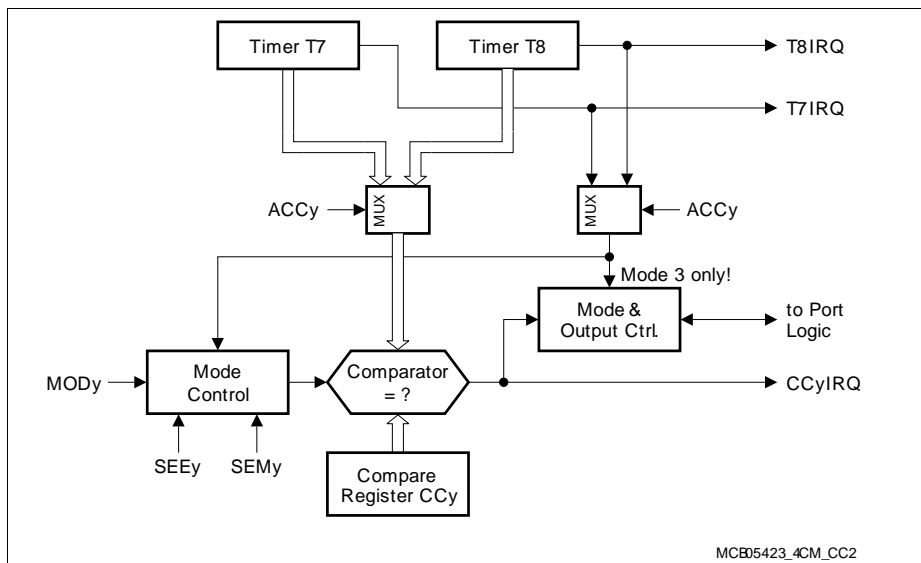 Timer T7
Timer T8
T8IRQ
T7IRQ
ACCy
MUX
MUX
ACCy
Mode 3 only!
Mode &
Output Ctrl.
to Port
Logic
MODy
Mode
Control
Comparator
= ?
CCyIRQ
SEEy
SEMy
Compare
Register CCy
MCB05423_4CM_CC2